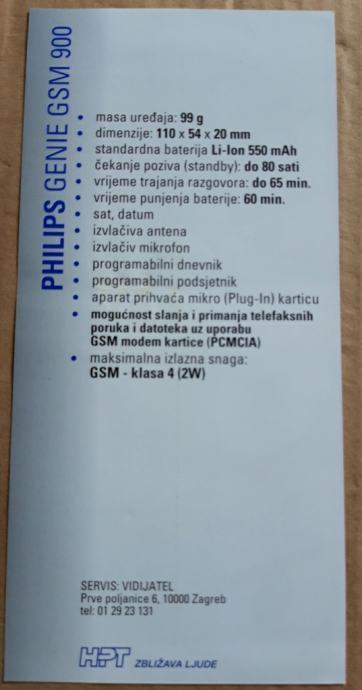 PHILIPS GENIE GSM 900
• masa uređaja: 99 g
• dimenzije: 110 x 54 x 20 mm
• standardna baterija Li-Ion 550 mAh
• čekanje poziva (standby): do 80 sati
• vrijeme trajanja razgovora: do 65 min.
• vrijeme punjenja baterije: 60 min.
• sat, datum
• izvlačiva antena
• izvlačiv mikrofon
• programabilni dnevnik
• programabilni podsjetnik
• aparat prihvaća mikro (Plug-In) karticu
• mogućnost slanja i primanja telefaksnih
poruka i datoteka uz uporabu
GSM modem kartice (PCMCIA)
• maksimalna izlazna snaga:
GSM - klasa 4 (2W)
SERVIS: VIDIJATEL
Prve poljanice 6, 10000 Zagreb
tel: 01 29 23 131
HPT ZBLIŽAVA LJUDE